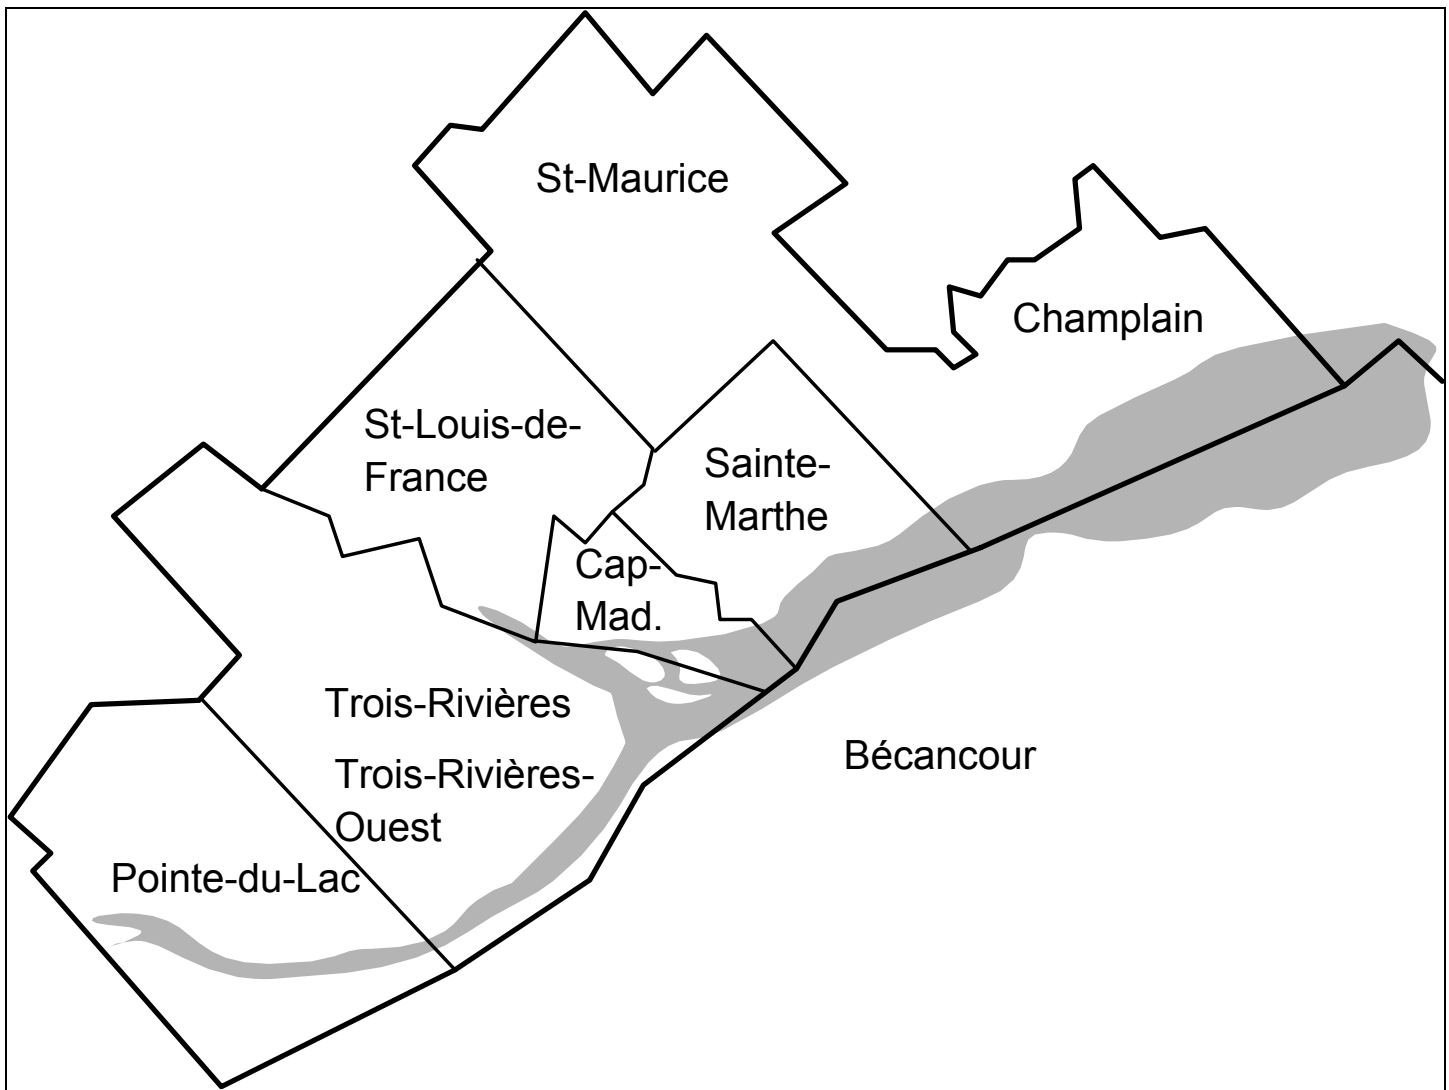 St-Maurice
Champlain
St-Louis-de-
France
Sainte-
Marthe
Cap-
Mad.
Trois-Rivières
Trois-Rivières-
Ouest
Bécancour
Pointe-du-Lac